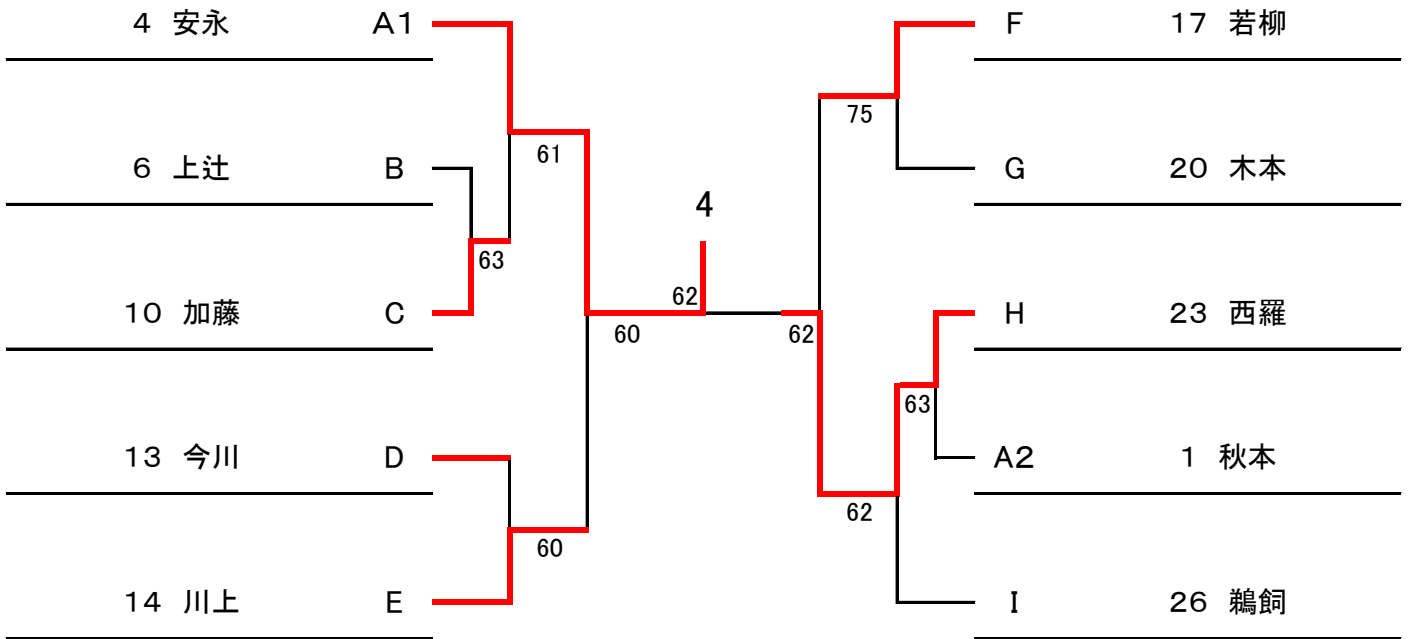 4 安永 A1
6 上辻 B
10 加藤 C
13 今川 D
14 川上 E
61
63
60
60
4
62
62
75
63
62
F 17 若柳
G 20 木本
H 23 西羅
A2 1 秋本
I 26 鵜飼